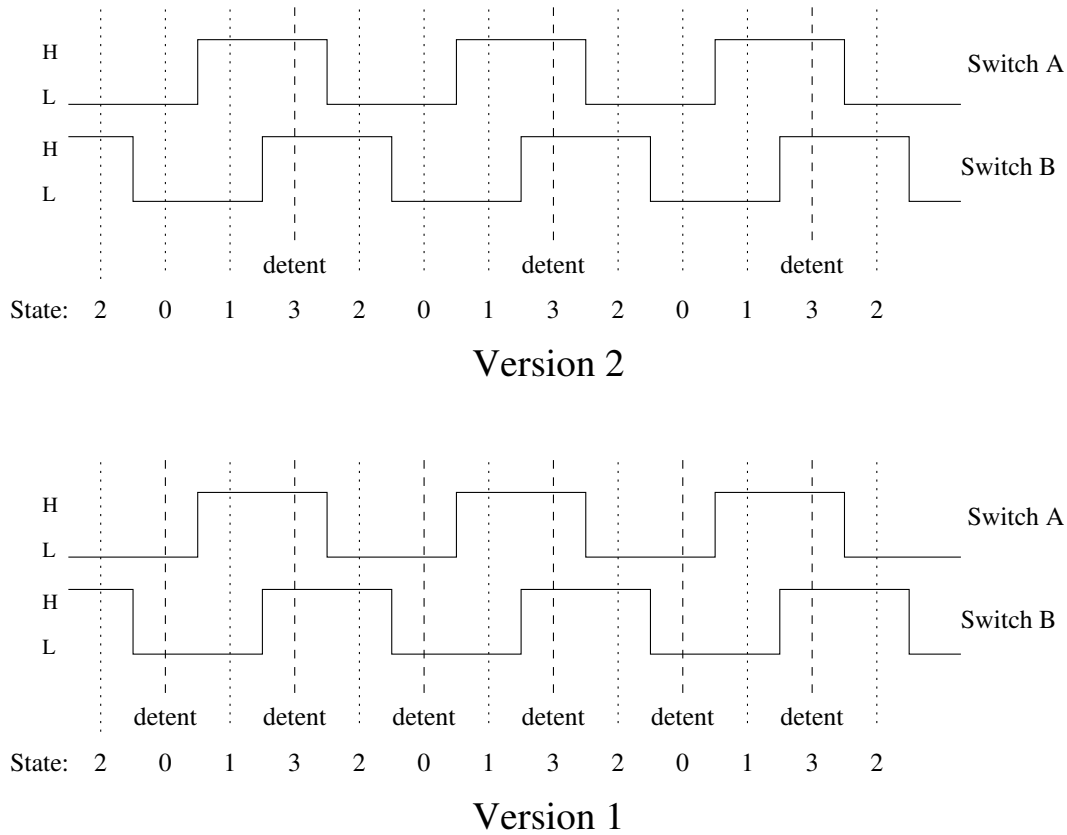 H
Switch A
L
H
Switch B
L
detent detent detent
State: 2 0 1 3 2 0 1 3 2 0 1 3 2
Version 2
H
Switch A
L
H
Switch B
L
detent detent detent detent detent detent
State: 2 0 1 3 2 0 1 3 2 0 1 3 2
Version 1